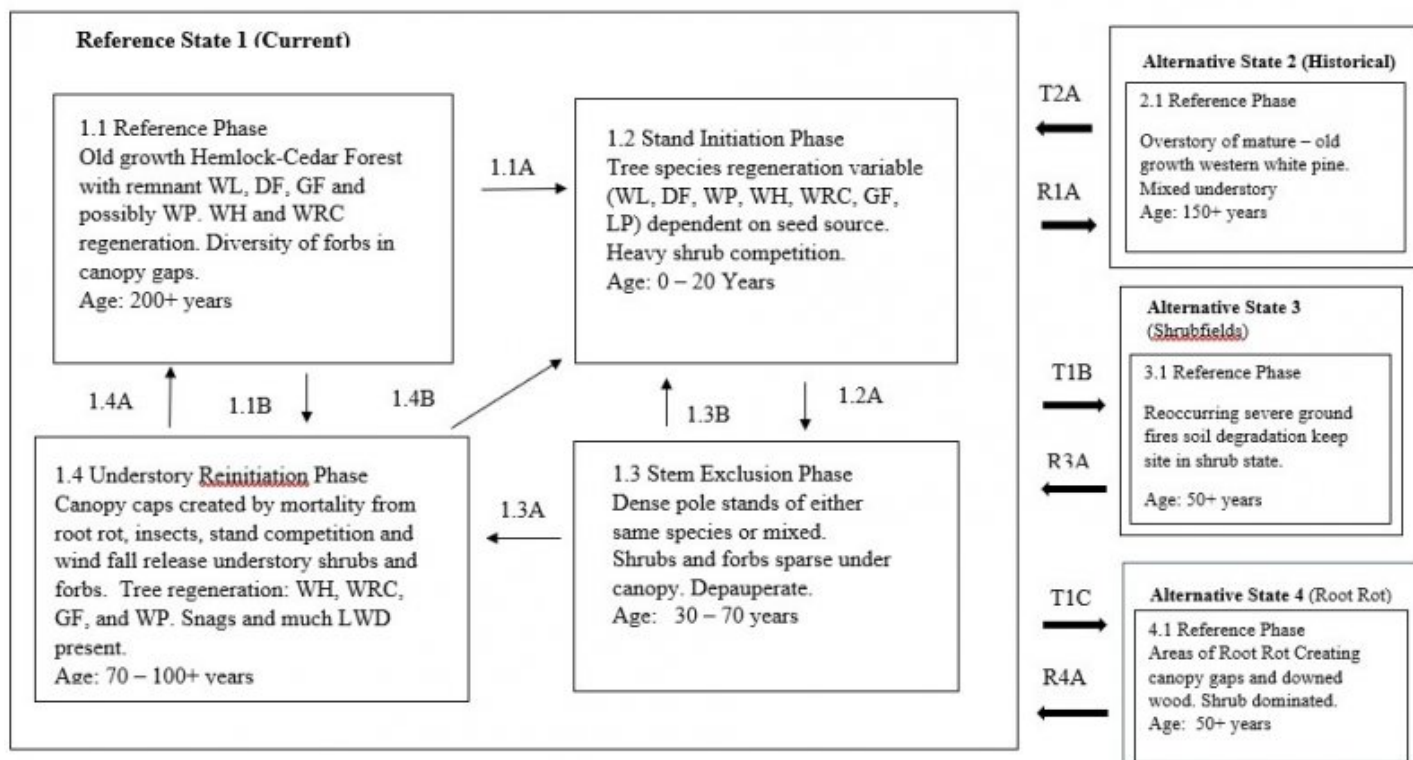 Reference State 1 (Current)
1.1 Reference Phase
Old growth Hemlock-Cedar Forest
with remnant WL, DF, GF and
possibly WP. WH and WRC
regeneration. Diversity of forbs in
canopy gaps.
Age: 200+ years
1.1A
1.2 Stand Initiation Phase
Tree species regeneration variable
(WL, DF, WP, WH, WRC, GF,
LP) dependent on seed source.
Heavy shrub competition.
Age: 0 – 20 Years
1.4A
1.1B
1.4B
1.3B
1.2A
1.4 Understory Reinitiation Phase
Canopy caps created by mortality from
root rot, insects, stand competition and
wind fall release understory shrubs and
forbs. Tree regeneration: WH, WRC,
GF, and WP. Snags and much LWD
present.
Age: 70 – 100+ years
1.3A
1.3 Stem Exclusion Phase
Dense pole stands of either
same species or mixed.
Shrubs and forbs sparse under
canopy. Depauperate.
Age: 30 – 70 years
T2A
R1A
Alternative State 2 (Historical)
2.1 Reference Phase
Overstory of mature – old
growth western white pine.
Mixed understory
Age: 150+ years
T1B
R3A
Alternative State 3
(Shrubfields)
3.1 Reference Phase
Reoccurring severe ground
fires soil degradation keep
site in shrub state.
Age: 50+ years
T1C
R4A
Alternative State 4 (Root Rot)
4.1 Reference Phase
Areas of Root Rot Creating
canopy gaps and downed
wood. Shrub dominated.
Age: 50+ years